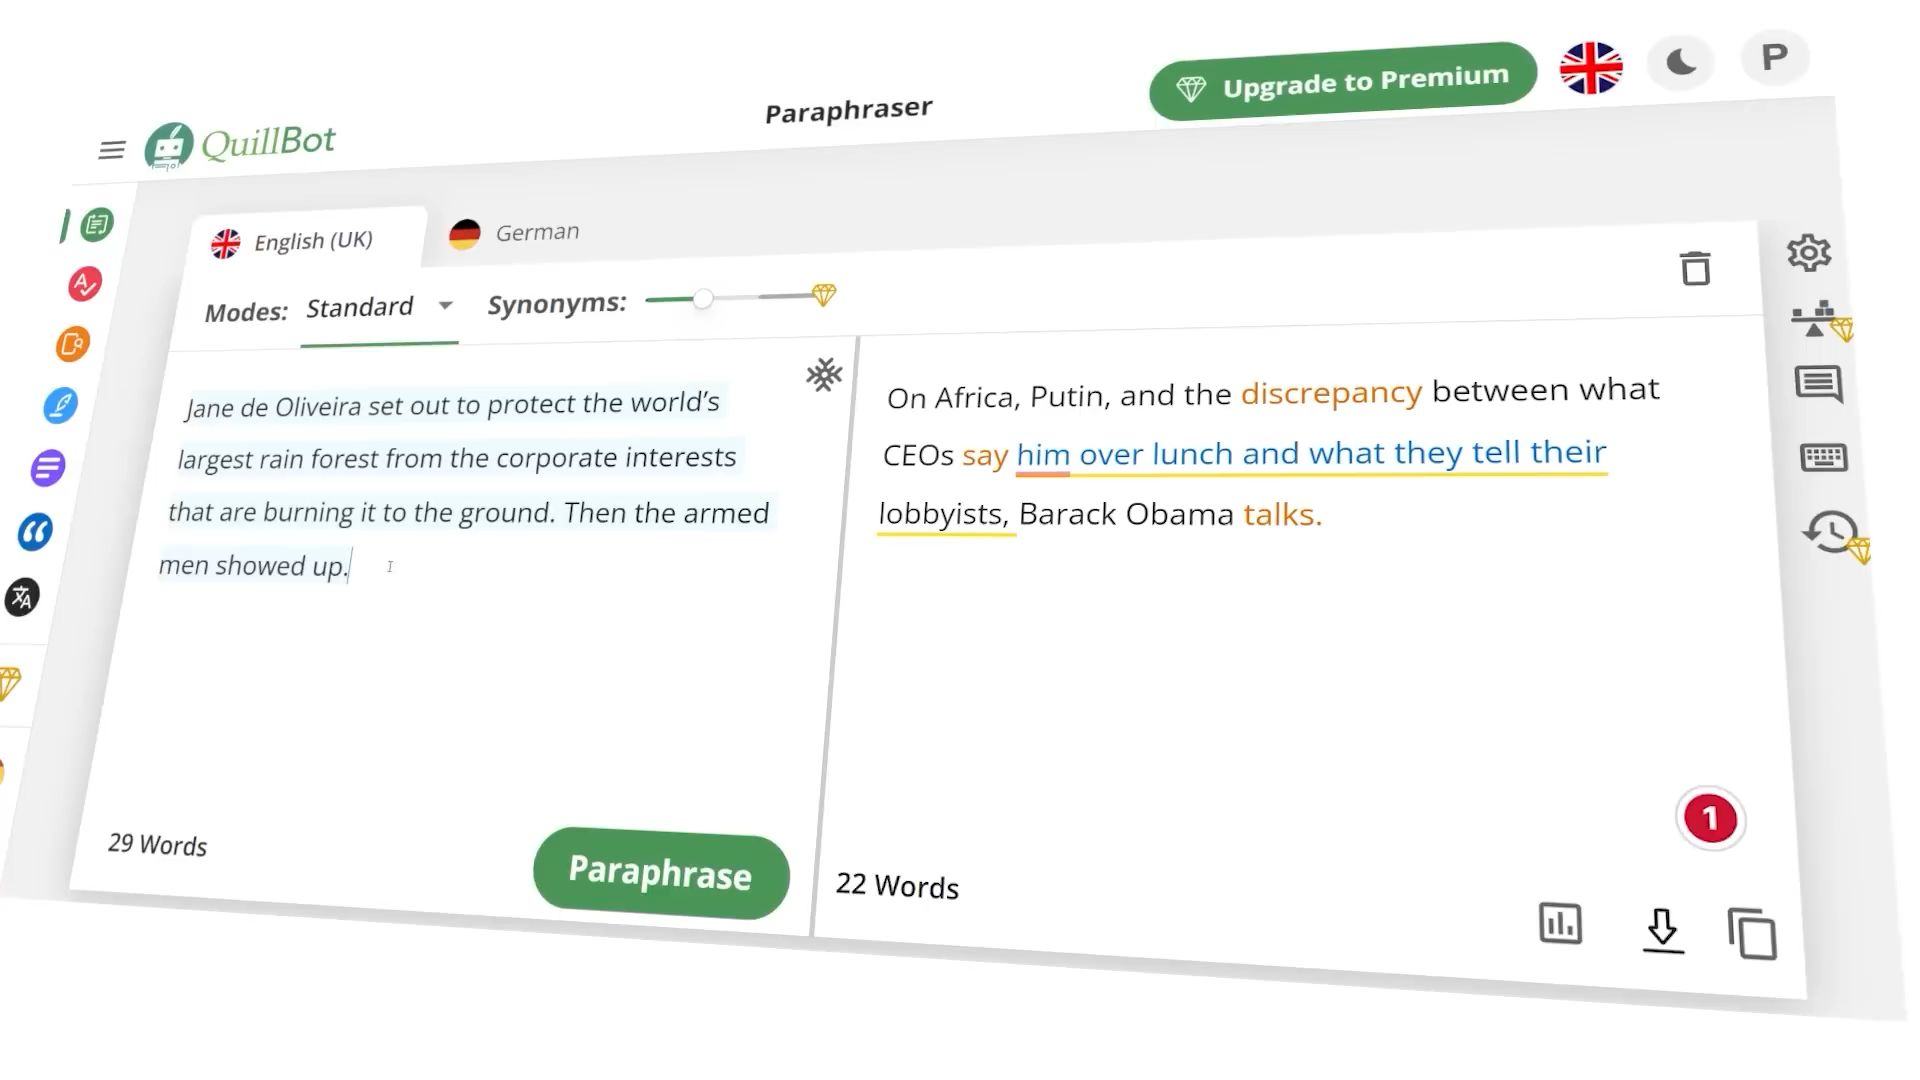 Paraphraser
Upgrade to Premium
P
QuillBot
English (UK)
German
Modes: Standard
Synonyms:
Jane de Oliveira set out to protect the world’s
largest rain forest from the corporate interests
that are burning it to the ground. Then the armed
men showed up.
29 Words
Paraphrase
On Africa, Putin, and the discrepancy between what
CEOs say him over lunch and what they tell their
lobbyists, Barack Obama talks.
1
22 Words